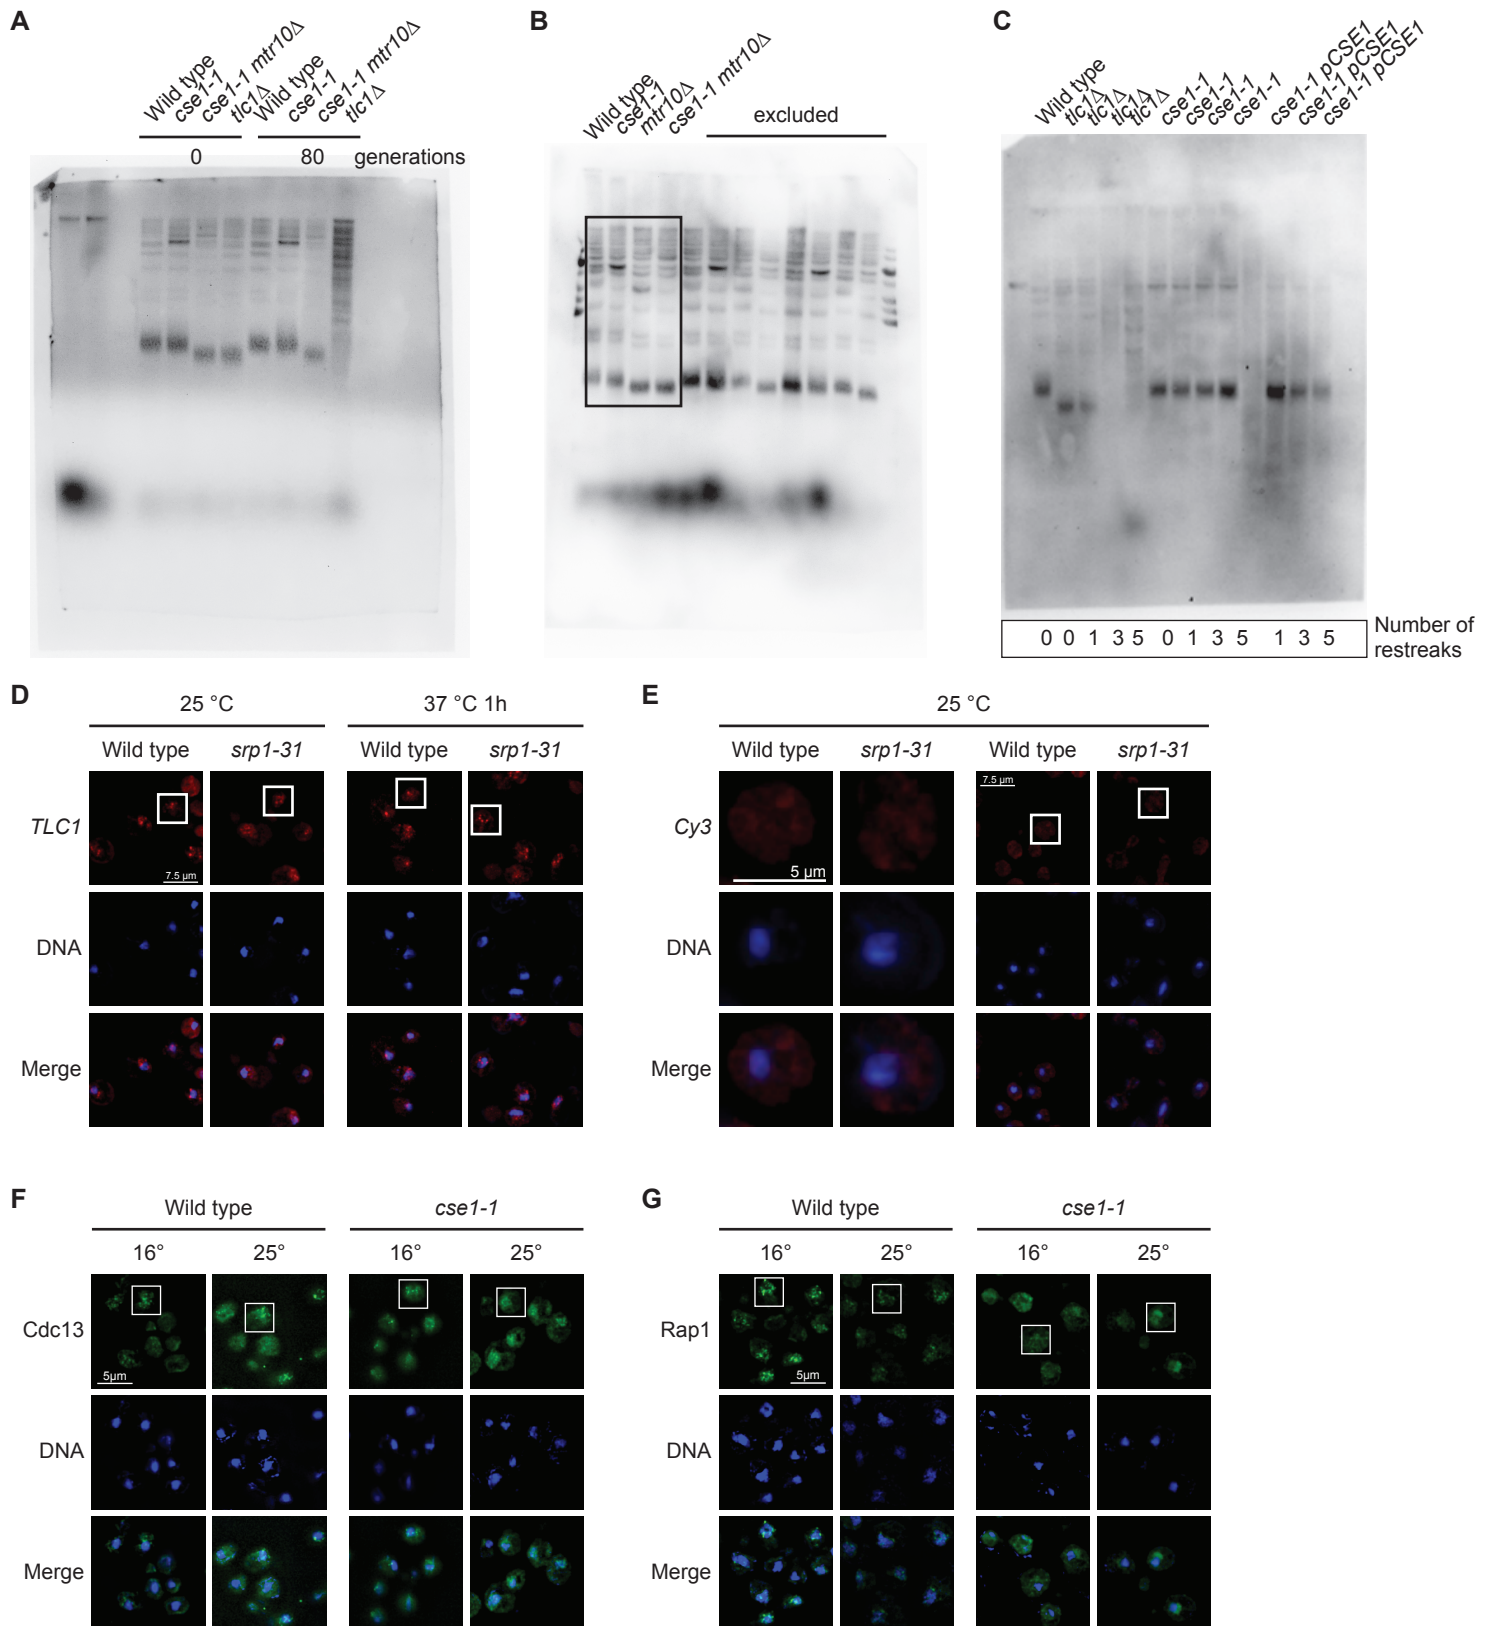 A
Wild type
cse1-1
cse1-1 mtr10Δ
tlc1Δ
Wild type
cse1-1
cse1-1 mtr10Δ
tlc1Δ
0
80
generations
B
Wild type
cse1-1
mtr10Δ
cse1-1 mtr10Δ
excluded
C
Wild type
tlc1Δ
tlc1Δ
tlc1Δ
tlc1Δ
cse1-1
cse1-1
cse1-1
cse1-1
cse1-1 pCSE1
cse1-1 pCSE1
cse1-1 pCSE1
0 0 1 3 5 0 1 3 5 1 3 5
Number of
restreaks
D
25 °C
37 °C 1h
Wild type
srp1-31
Wild type
srp1-31
TLC1
7.5 µm
DNA
Merge
E
25 °C
Wild type
srp1-31
Wild type
srp1-31
Cy3
5 µm
7.5 µm
DNA
Merge
F
Wild type
cse1-1
16°
25°
16°
25°
Cdc13
5µm
DNA
Merge
G
Wild type
cse1-1
16°
25°
16°
25°
Rap1
5µm
DNA
Merge